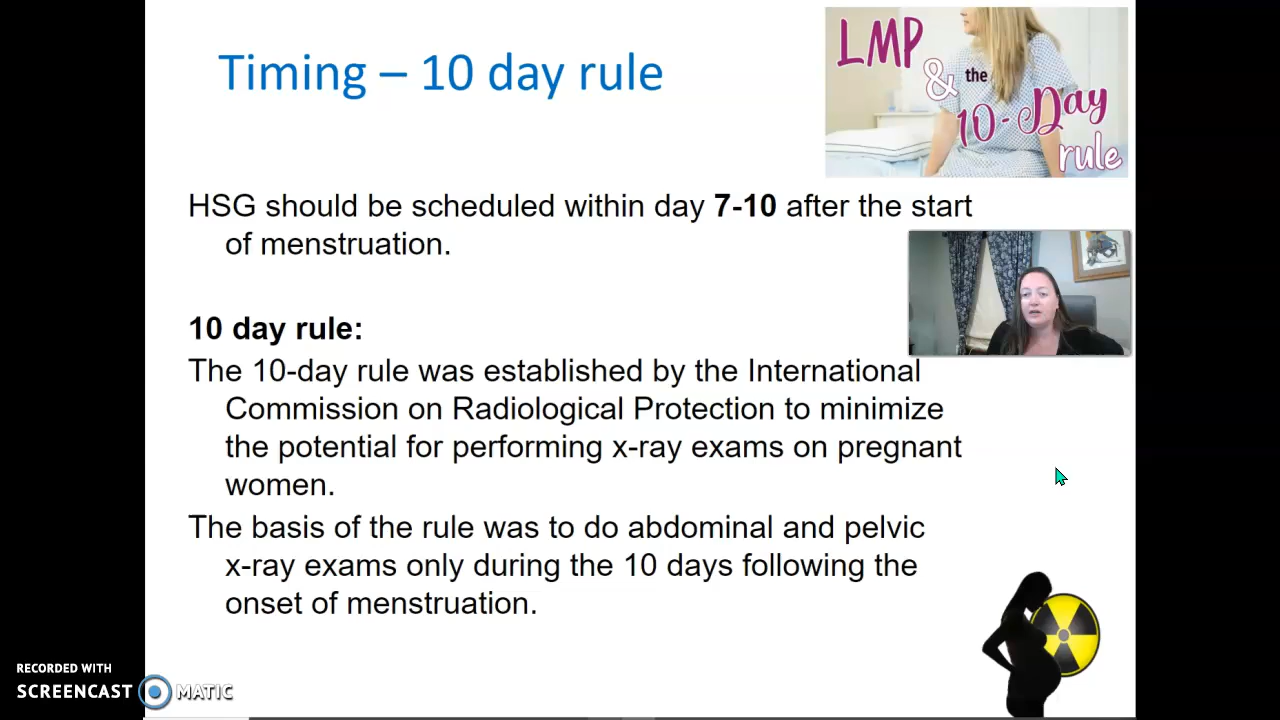 Timing – 10 day rule
LMP
& the
10-Day
rule
HSG should be scheduled within day 7-10 after the start
of menstruation.
10 day rule:
The 10-day rule was established by the International
Commission on Radiological Protection to minimize
the potential for performing x-ray exams on pregnant
women.
The basis of the rule was to do abdominal and pelvic
x-ray exams only during the 10 days following the
onset of menstruation.
RECORDED WITH
SCREENCAST MATIC